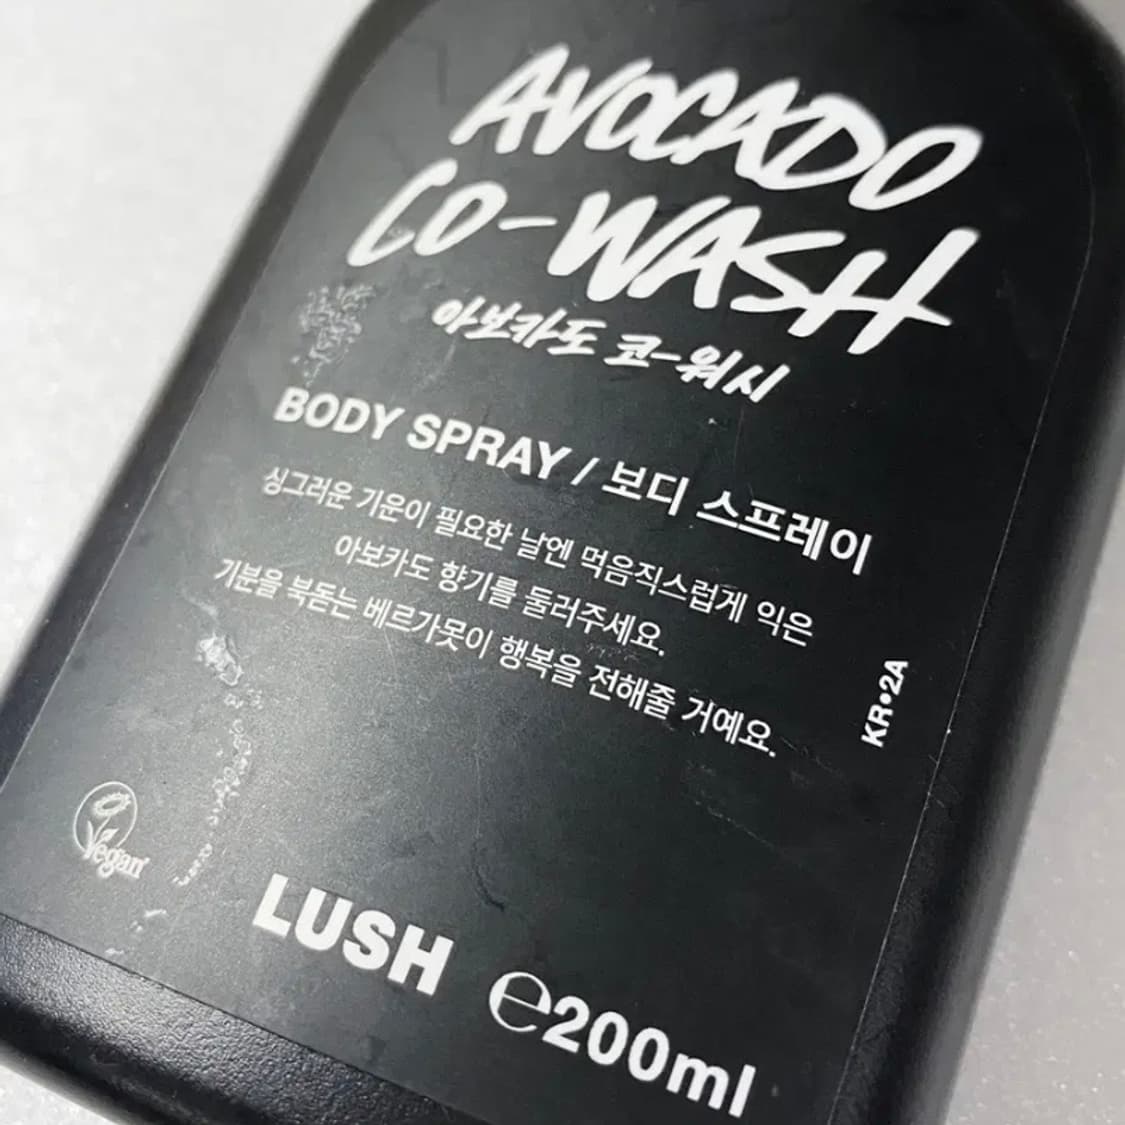 AVOCADO
CO-WASH
아보카도 코-워시
BODY SPRAY / 보디 스프레이
싱그러운 기운이 필요한 날엔 먹음직스럽게 익은
아보카도 향기를 둘러주세요.
기분을 북돋는 베르가못이 행복을 전해줄 거예요.
KR•2A
Vegan
LUSH
℮200ml